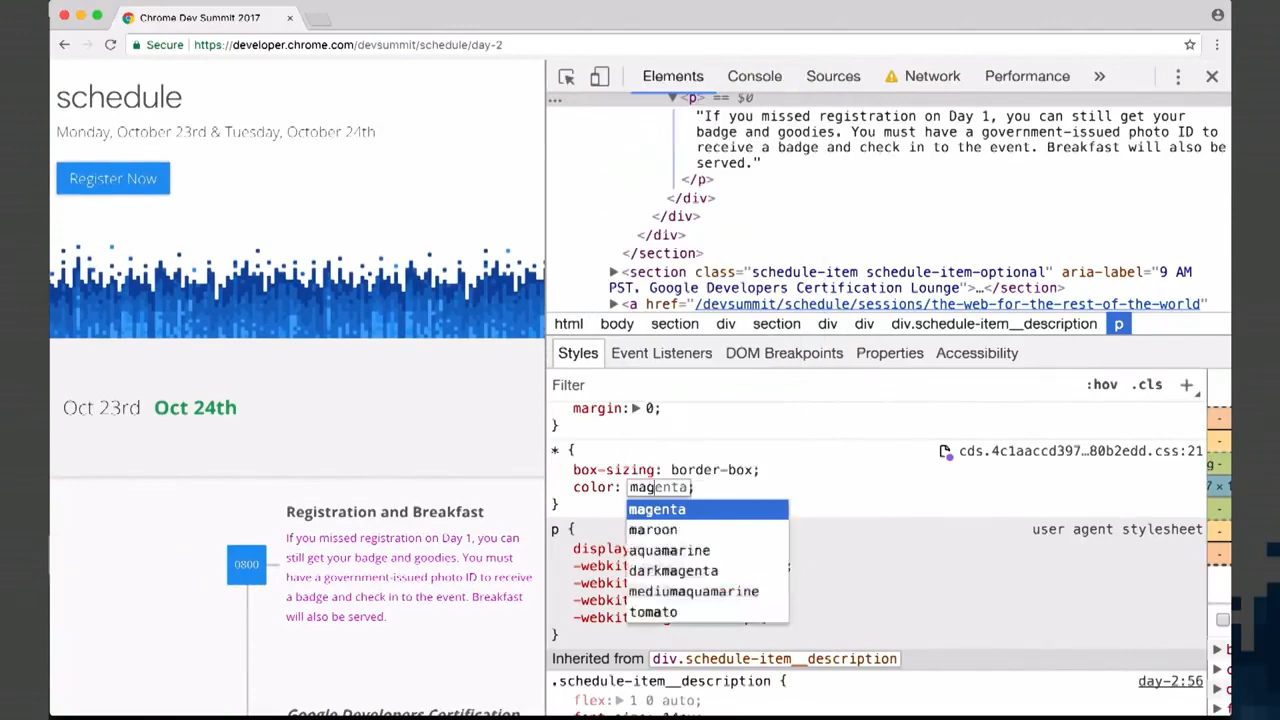 Chrome Dev Summit 2017
Secure https://developer.chrome.com/devsummit/schedule/day-2
schedule
Monday, October 23rd & Tuesday, October 24th
Register Now
Oct 23rd Oct 24th
Registration and Breakfast
0800
If you missed registration on Day 1, you can
still get your badge and goodies. You must
have a government-issued photo ID to receive
a badge and check in to the event. Breakfast
will also be served.
Google Developers Certification
Elements Console Sources Network Performance »
… ▼<p> == $0
"If you missed registration on Day 1, you can still get your
badge and goodies. You must have a government-issued photo ID to
receive a badge and check in to the event. Breakfast will also be
served."
</p>
</div>
</div>
</div>
</section>
▶<section class="schedule-item schedule-item-optional" aria-label="9 AM
PST. Google Developers Certification Lounge">…</section>
▶<a href="/devsummit/schedule/sessions/the-web-for-the-rest-of-the-world"
html body section div section div div div.schedule-item__description p
Styles Event Listeners DOM Breakpoints Properties Accessibility
Filter :hov .cls +
margin:▶ 0;
}
* { cds.4c1aaccd397…80b2edd.css:21
box-sizing: border-box;
color: magenta;
}
magenta
maroon
aquamarine
darkmagenta
mediumaquamarine
tomato
p { user agent stylesheet
display
-webkit
-webkit
-webkit
-webkit
}
Inherited from div.schedule-item__description
.schedule-item__description { day-2:56
flex:▶ 1 0 auto;